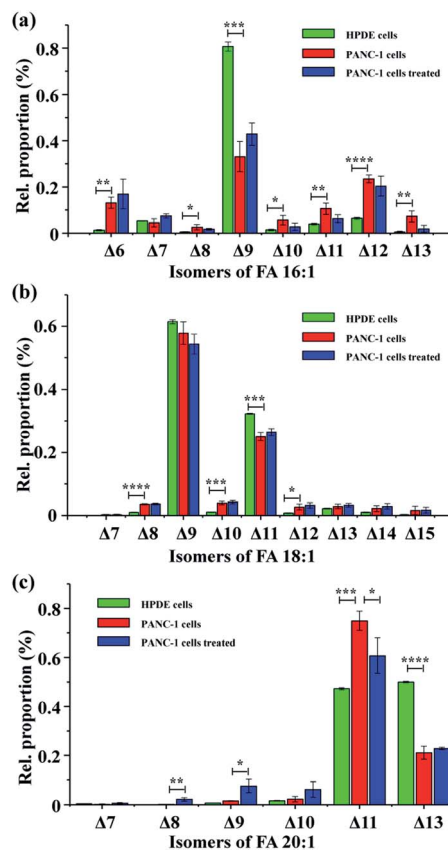 (a)
***
HPDE cells
PANC-1 cells
PANC-1 cells treated
0.8
0.6
0.4
0.2
0
Rel. proportion (%)
**
*
*
**
****
**
Δ6 Δ7 Δ8 Δ9 Δ10 Δ11 Δ12 Δ13
Isomers of FA 16:1
(b)
HPDE cells
PANC-1 cells
PANC-1 cells treated
0.6
0.4
0.2
0
Rel. proportion (%)
****
***
***
*
Δ7 Δ8 Δ9 Δ10 Δ11 Δ12 Δ13 Δ14 Δ15
Isomers of FA 18:1
(c)
HPDE cells
PANC-1 cells
PANC-1 cells treated
0.8
0.6
0.4
0.2
0
Rel. proportion (%)
*** *
****
**
*
Δ7 Δ8 Δ9 Δ10 Δ11 Δ13
Isomers of FA 20:1